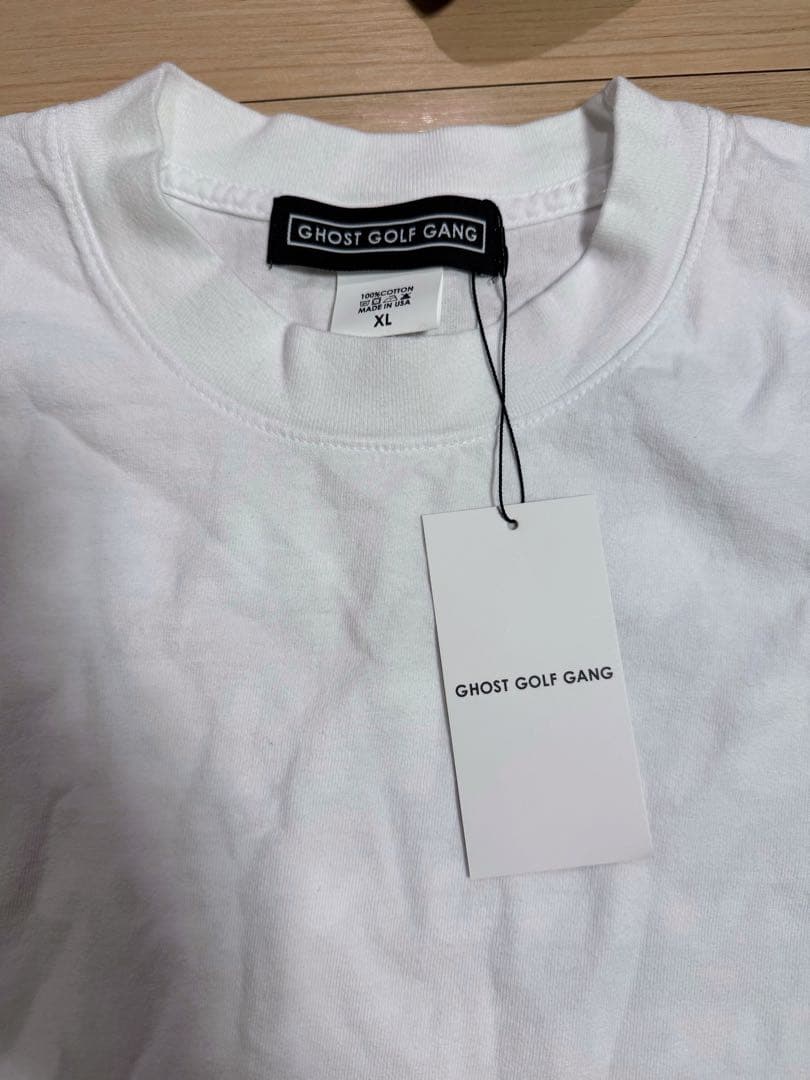 GHOST GOLF GANG
100%COTTON
MADE IN USA
XL
GHOST GOLF GANG